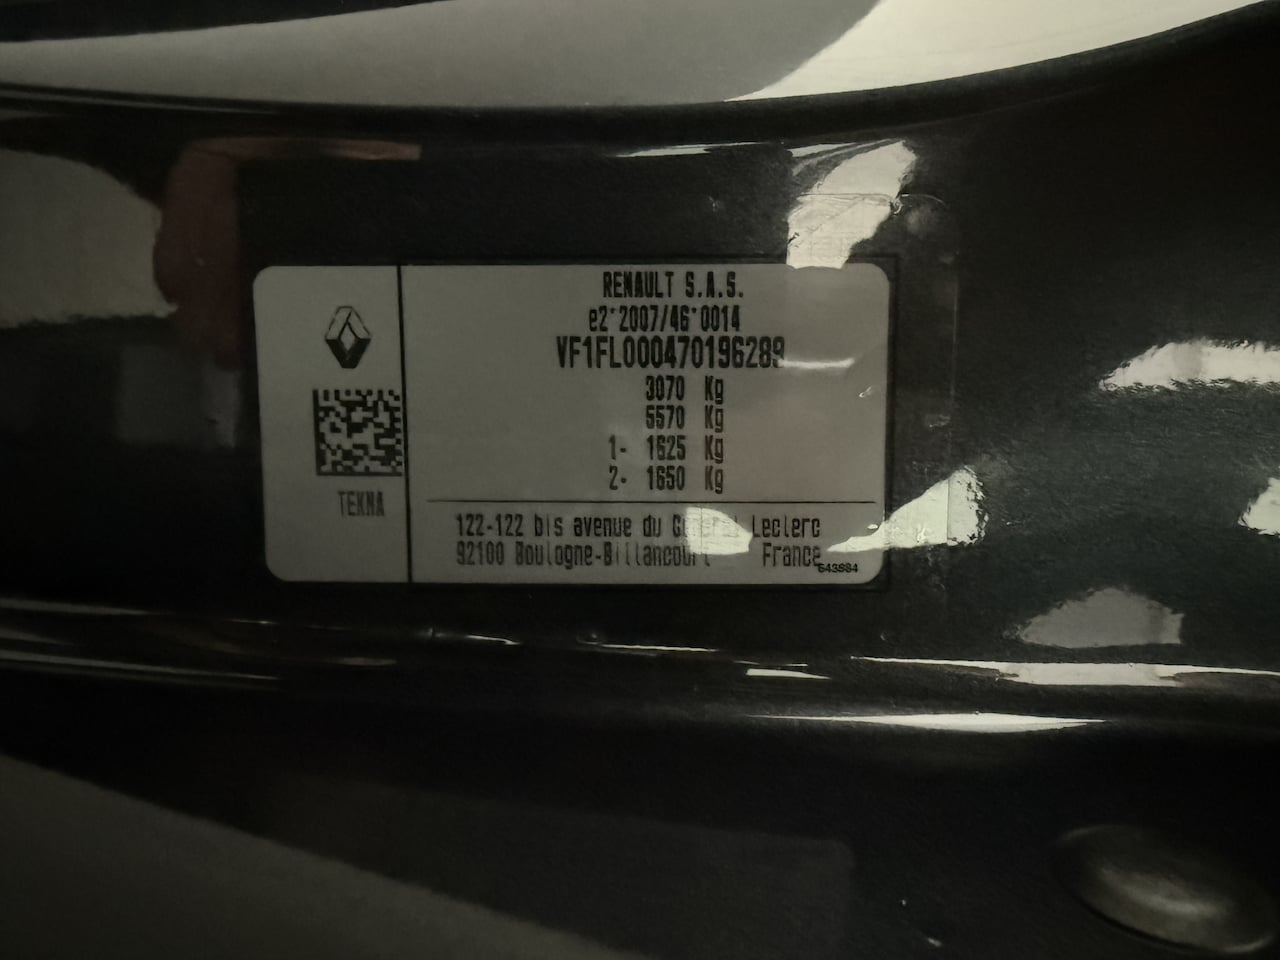 RENAULT S.A.S.
e2*2007/46*0014
VF1FL000470196289
3070 Kg
5570 Kg
1- 1625 Kg
2- 1650 Kg
TEKNA
122-122 bis avenue du General Leclerc
92100 Boulogne-Billancourt France
643884